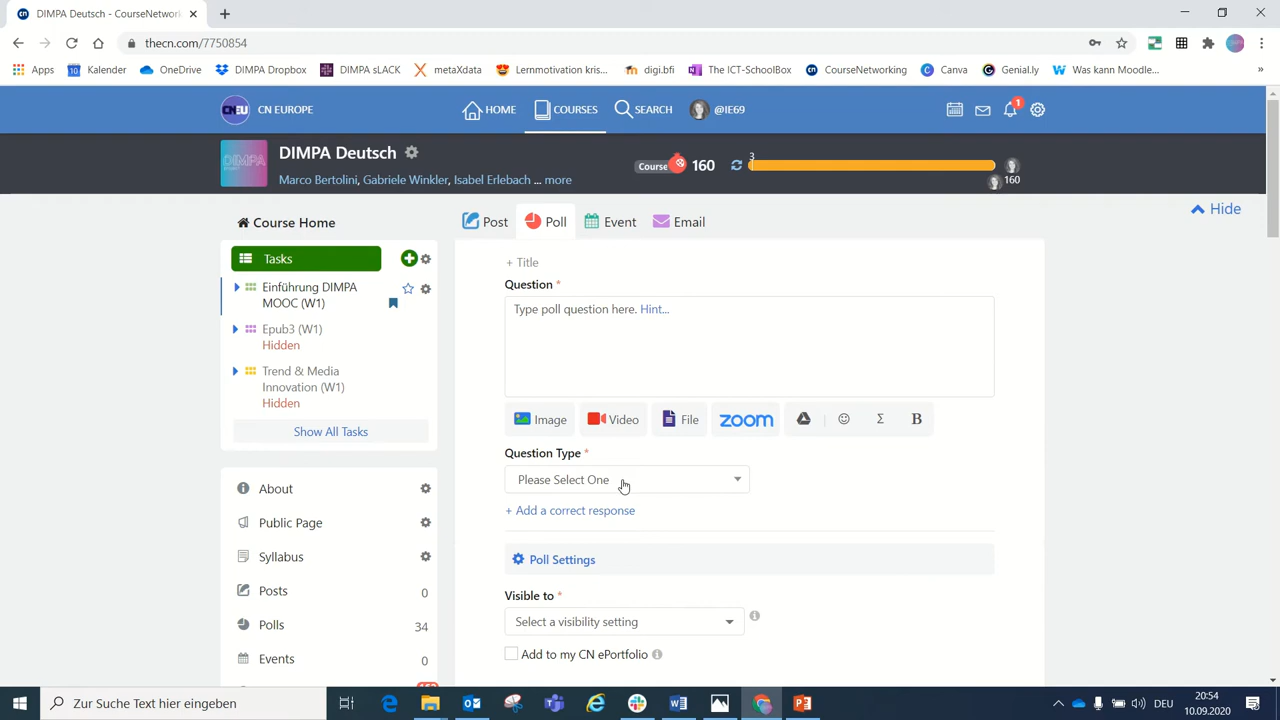 DIMPA Deutsch - CourseNetwork
thecn.com/7750854
Apps
Kalender
OneDrive
DIMPA Dropbox
DIMPA sLACK
metaXdata
Lernmotivation kris...
digi.bfi
The ICT-SchoolBox
CourseNetworking
Canva
Genial.ly
Was kann Moodle...
»
CN EUROPE
HOME
COURSES
SEARCH
@IE69
1
DIMPA Deutsch
Marco Bertolini, Gabriele Winkler, Isabel Erlebach ... more
Course
160
3
160
Course Home
Post
Poll
Event
Email
Hide
Tasks
Einführung DIMPA
MOOC (W1)
Epub3 (W1)
Hidden
Trend & Media
Innovation (W1)
Hidden
Show All Tasks
About
Public Page
Syllabus
Posts
0
Polls
34
Events
0
+ Title
Question *
Type poll question here. Hint...
Image
Video
File
zoom
Σ
B
Question Type *
Please Select One
+ Add a correct response
Poll Settings
Visible to *
Select a visibility setting
Add to my CN ePortfolio
Zur Suche Text hier eingeben
DEU
20:54
10.09.2020